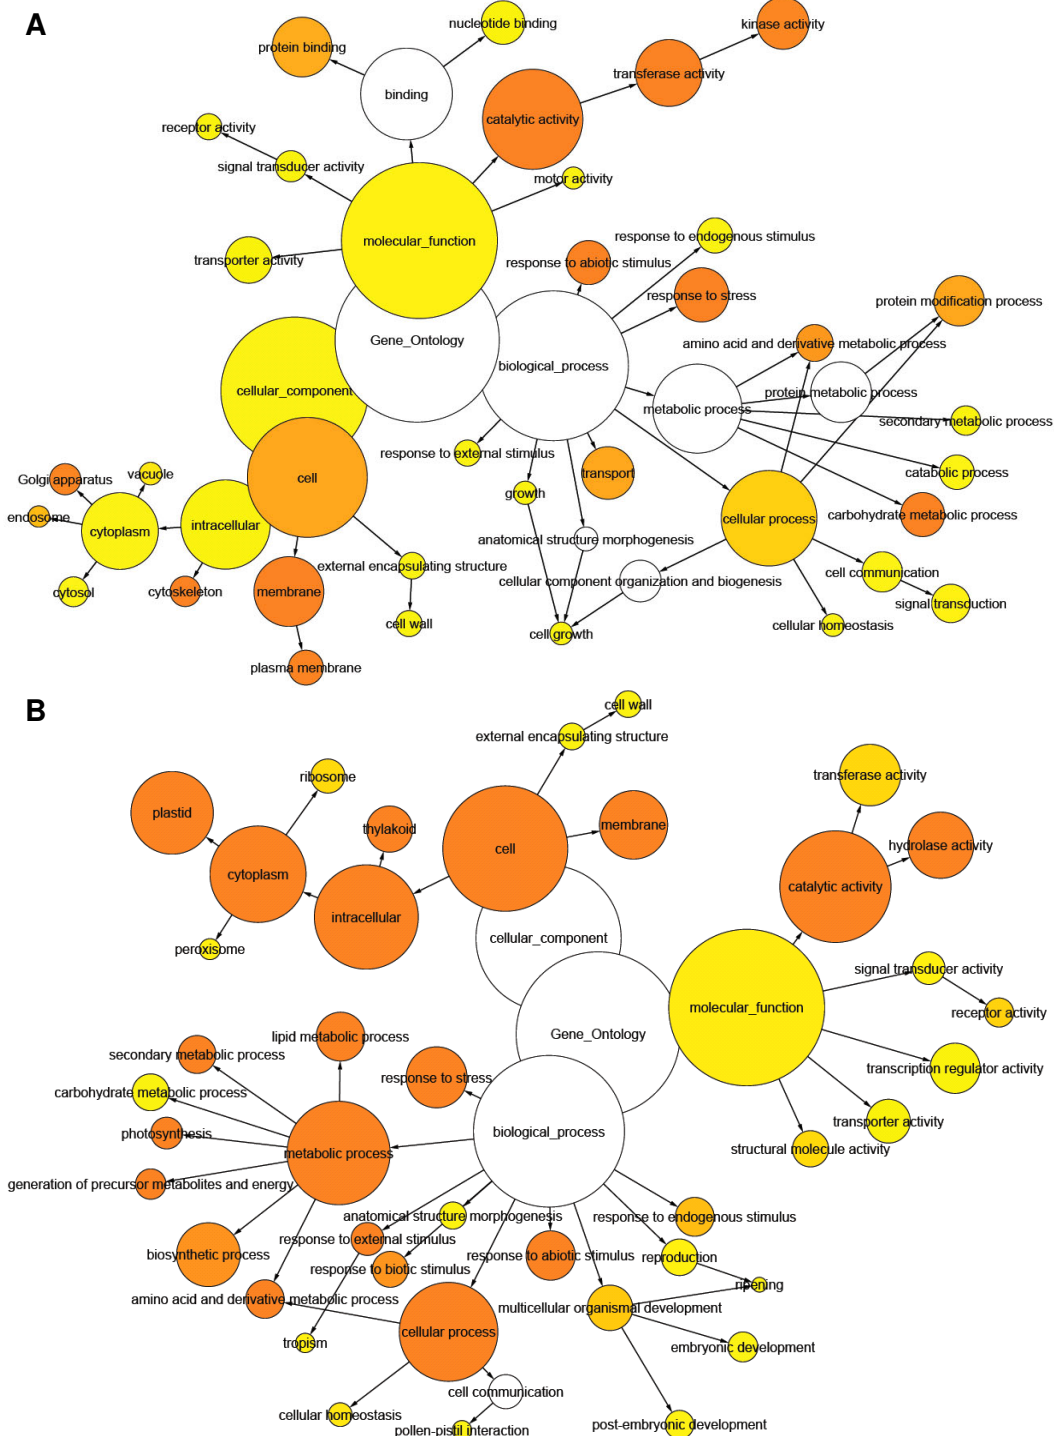 A
nucleotide binding
kinase activity
protein binding
transferase activity
binding
catalytic activity
receptor activity
signal transducer activity
motor activity
molecular_function
response to endogenous stimulus
transporter activity
response to abiotic stimulus
response to stress
protein modification process
Gene_Ontology
amino acid and derivative metabolic process
biological_process
cellular_component
protein metabolic process
metabolic process
secondary metabolic process
response to external stimulus
catabolic process
Golgi apparatus
vacuole
cell
transport
growth
endosome
cytoplasm
intracellular
cellular process
carbohydrate metabolic process
anatomical structure morphogenesis
external encapsulating structure
cell communication
cellular component organization and biogenesis
cytosol
cytoskeleton
membrane
signal transduction
cell wall
cellular homeostasis
cell growth
plasma membrane
B
cell wall
external encapsulating structure
ribosome
transferase activity
plastid
thylakoid
membrane
cell
hydrolase activity
cytoplasm
catalytic activity
intracellular
cellular_component
peroxisome
signal transducer activity
molecular_function
receptor activity
Gene_Ontology
lipid metabolic process
secondary metabolic process
transcription regulator activity
response to stress
carbohydrate metabolic process
transporter activity
photosynthesis
biological_process
structural molecule activity
metabolic process
generation of precursor metabolites and energy
anatomical structure morphogenesis
response to endogenous stimulus
response to external stimulus
biosynthetic process
response to abiotic stimulus
reproduction
response to biotic stimulus
ripening
amino acid and derivative metabolic process
multicellular organismal development
cellular process
tropism
embryonic development
cell communication
cellular homeostasis
post-embryonic development
pollen-pistil interaction